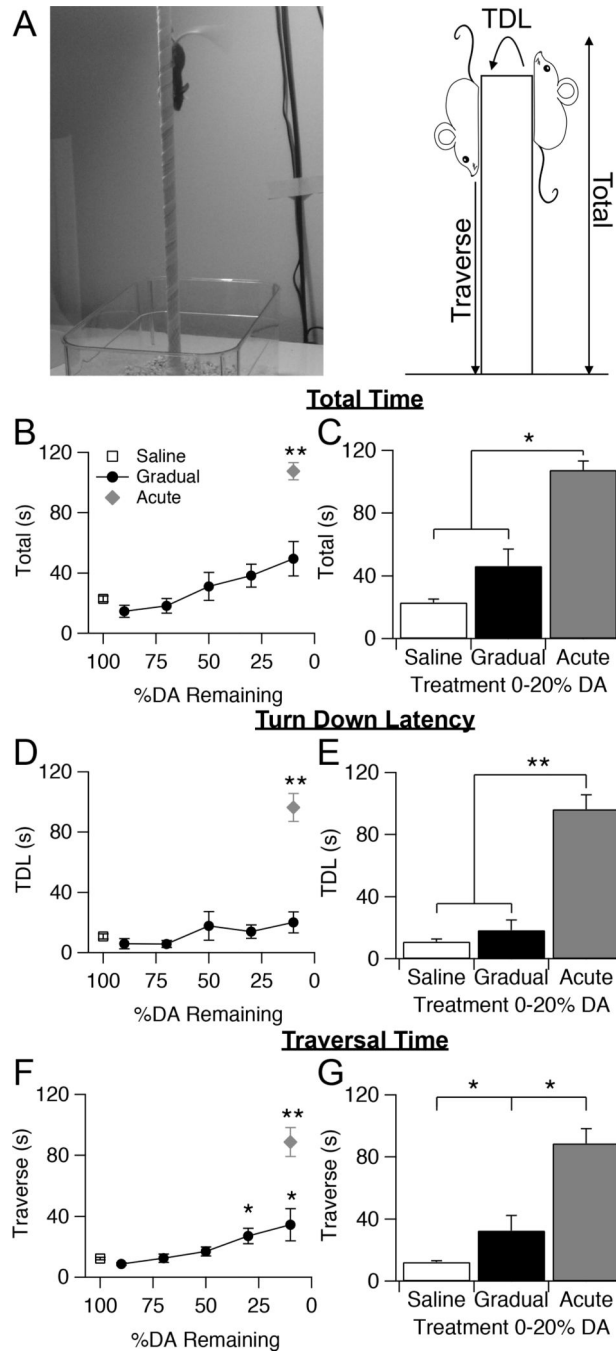 A
TDL
Traverse
Total
Total Time
B
120
80
40
0
Total (s)
Saline
Gradual
Acute
**
100
75
50
25
0
%DA Remaining
C
120
80
40
0
Total (s)
*
Saline Gradual Acute
Treatment 0-20% DA
Turn Down Latency
D
120
80
40
0
TDL (s)
**
100
75
50
25
0
%DA Remaining
E
120
80
40
0
TDL (s)
**
Saline Gradual Acute
Treatment 0-20% DA
Traversal Time
F
120
80
40
0
Traverse (s)
**
*
*
100
75
50
25
0
%DA Remaining
G
120
80
40
0
Traverse (s)
*
*
Saline Gradual Acute
Treatment 0-20% DA